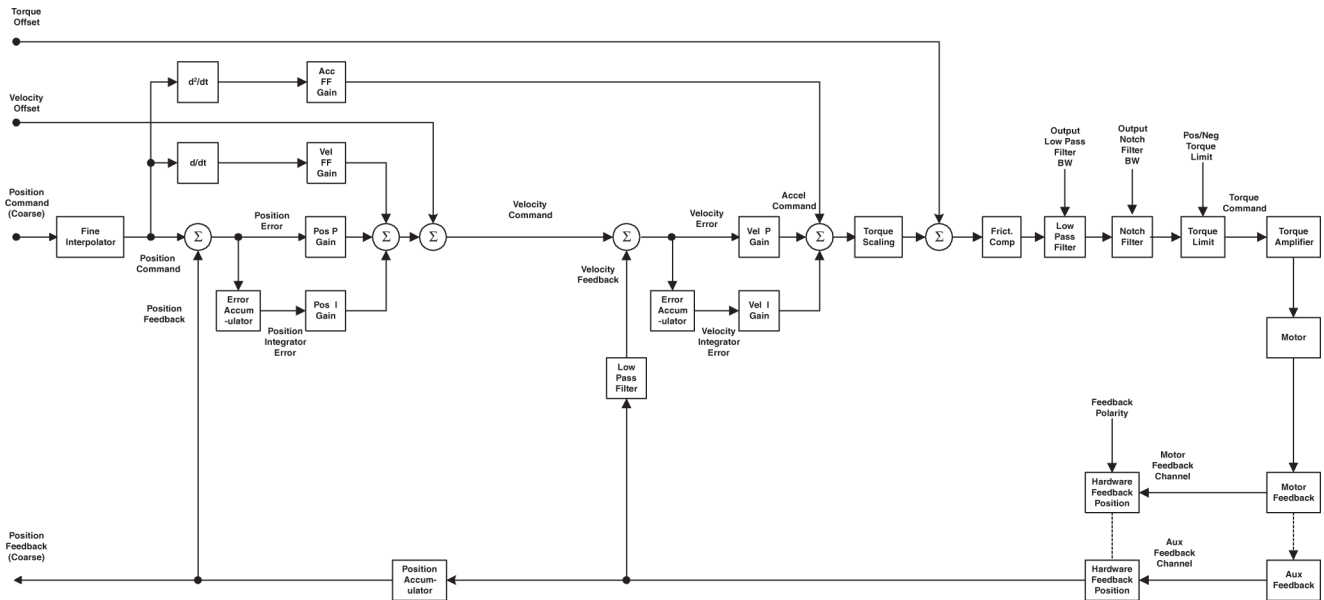 Torque
Offset
d²/dt
Acc
FF
Gain
Velocity
Offset
d/dt
Vel
FF
Gain
Output
Low Pass
Filter
BW
Output
Notch
Filter
BW
Pos/Neg
Torque
Limit
Position
Command
(Coarse)
Fine
Interpolator
Position
Command
Σ
Position
Error
Pos P
Gain
Σ
Σ
Velocity
Command
Σ
Velocity
Error
Vel P
Gain
Accel
Command
Σ
Torque
Scaling
Σ
Frict.
Comp
Low
Pass
Filter
Notch
Filter
Torque
Limit
Torque
Command
Torque
Amplifier
Position
Feedback
Error
Accum
-ulator
Position
Integrator
Error
Pos I
Gain
Velocity
Feedback
Error
Accum
-ulator
Velocity
Integrator
Error
Vel I
Gain
Motor
Low
Pass
Filter
Feedback
Polarity
Hardware
Feedback
Position
Motor
Feedback
Channel
Motor
Feedback
Position
Feedback
(Coarse)
Position
Accum-
ulator
Hardware
Feedback
Position
Aux
Feedback
Channel
Aux
Feedback